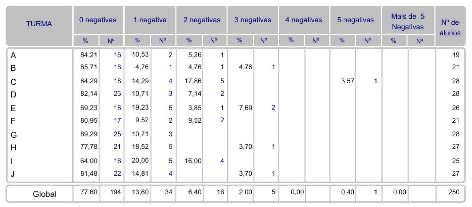 TURMA 0 negativas 1 negativa 2 negativas 3 negativas 4 negativas 5 negativas Mais de 5 Negativas Nº de alunos
% Nº % Nº % Nº % Nº % Nº % Nº % Nº
A 84,21 16 10,53 2 5,26 1 19
B 85,71 18 4,76 1 4,76 1 4,76 1 21
C 64,29 18 14,29 4 17,86 5 3,57 1 28
D 82,14 23 10,71 3 7,14 2 28
E 69,23 18 19,23 5 3,85 1 7,69 2 26
F 80,95 17 9,52 2 9,52 2 21
G 89,29 25 10,71 3 28
H 77,78 21 18,52 5 3,70 1 27
I 64,00 16 20,00 5 16,00 4 25
J 81,48 22 14,81 4 3,70 1 27
Global 77,60 194 13,60 34 6,40 16 2,00 5 0,00 0,40 1 0,00 250